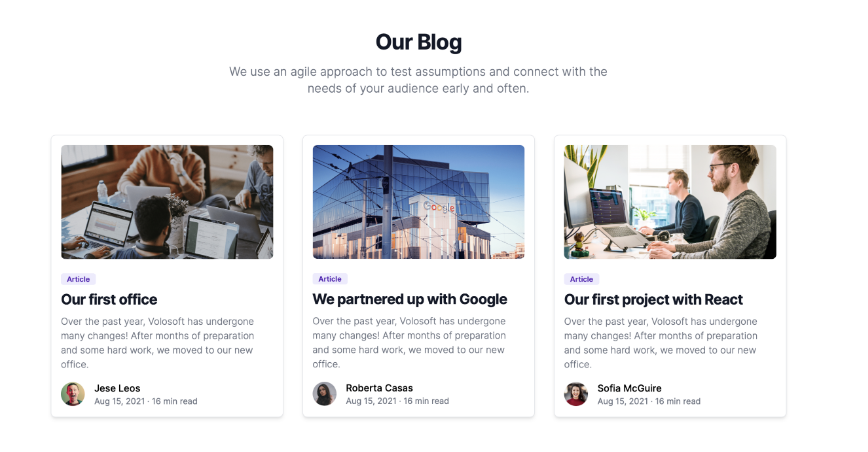 Our Blog
We use an agile approach to test assumptions and connect with the
needs of your audience early and often.
Article
Our first office
Over the past year, Volosoft has undergone
many changes! After months of preparation
and some hard work, we moved to our new
office.
Jese Leos
Aug 15, 2021 · 16 min read
Google
Article
We partnered up with Google
Over the past year, Volosoft has undergone
many changes! After months of preparation
and some hard work, we moved to our new
office.
Roberta Casas
Aug 15, 2021 · 16 min read
Article
Our first project with React
Over the past year, Volosoft has undergone
many changes! After months of preparation
and some hard work, we moved to our new
office.
Sofia McGuire
Aug 15, 2021 · 16 min read